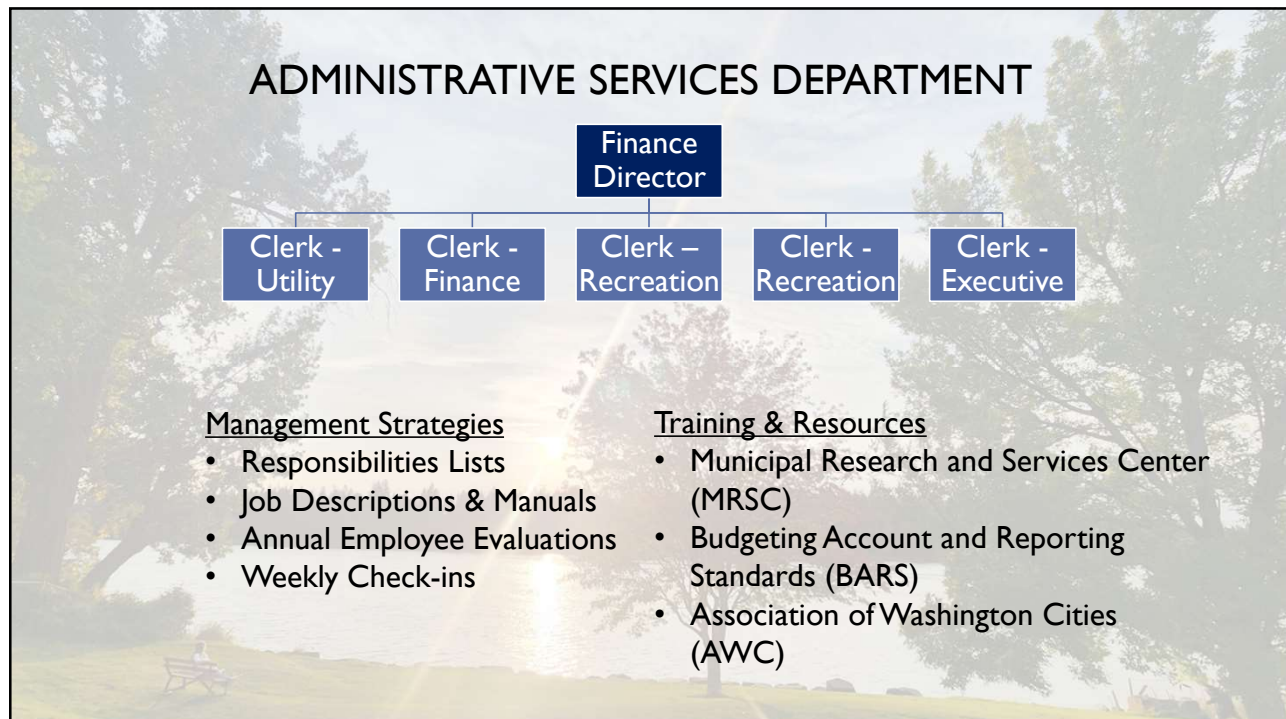 ADMINISTRATIVE SERVICES DEPARTMENT
Finance
Director
Clerk -
Utility
Clerk -
Finance
Clerk –
Recreation
Clerk -
Recreation
Clerk -
Executive
Management Strategies
• Responsibilities Lists
• Job Descriptions & Manuals
• Annual Employee Evaluations
• Weekly Check-ins
Training & Resources
• Municipal Research and Services Center
(MRSC)
• Budgeting Account and Reporting
Standards (BARS)
• Association of Washington Cities
(AWC)